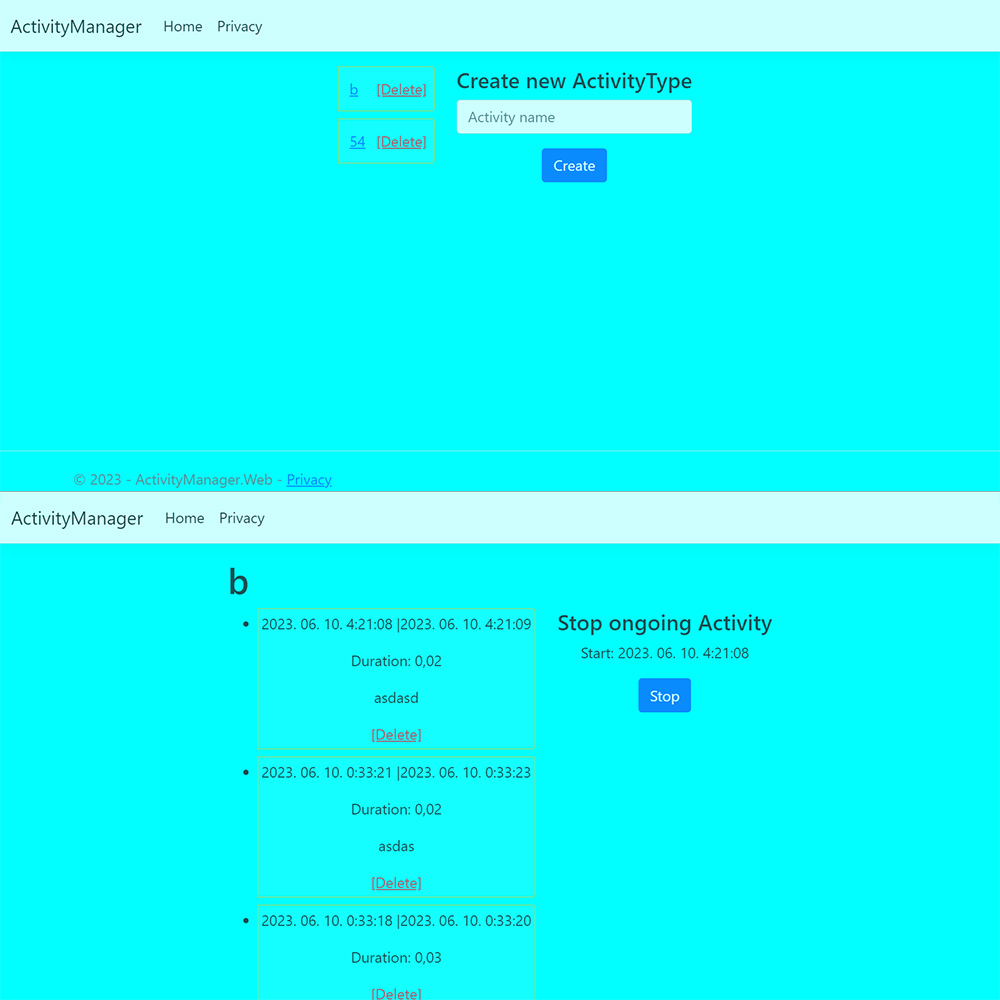 ActivityManager Home Privacy
b [Delete]
54 [Delete]
Create new ActivityType
Activity name
Create
© 2023 - ActivityManager.Web - Privacy
ActivityManager Home Privacy
b
2023. 06. 10. 4:21:08 |2023. 06. 10. 4:21:09
Duration: 0,02
asdasd
[Delete]
2023. 06. 10. 0:33:21 |2023. 06. 10. 0:33:23
Duration: 0,02
asdas
[Delete]
2023. 06. 10. 0:33:18 |2023. 06. 10. 0:33:20
Duration: 0,03
[Delete]
Stop ongoing Activity
Start: 2023. 06. 10. 4:21:08
Stop